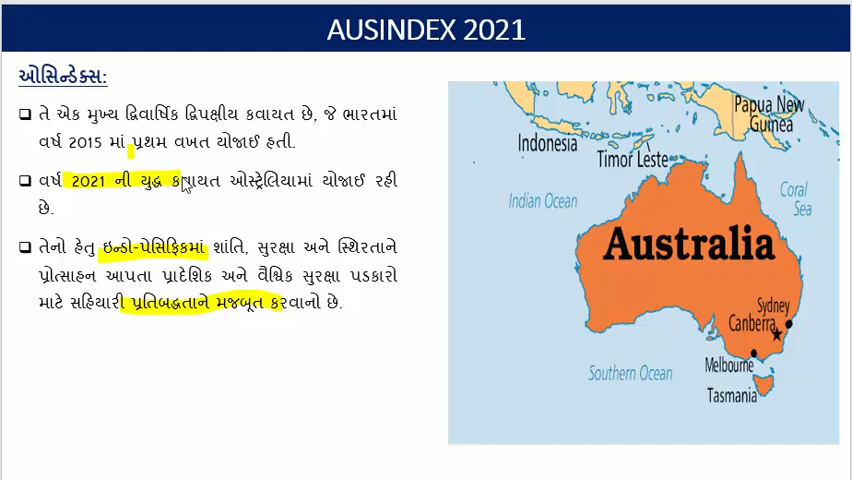 AUSINDEX 2021
ઓસિન્ડેક્સ:
તે એક મુખ્ય દ્વિવાર્ષિક દ્વિપક્ષીય કવાયત છે, જે ભારતમાં
વર્ષ 2015 માં પ્રથમ વખત યોજાઈ હતી.
વર્ષ 2021 ની યુદ્ધ કવાયત ઓસ્ટ્રેલિયામાં યોજાઈ રહી
છે.
તેનો હેતુ ઇન્ડો-પેસિફિકમાં શાંતિ, સુરક્ષા અને સ્થિરતાને
પ્રોત્સાહન આપતા પ્રાદેશિક અને વૈશ્વિક સુરક્ષા પડકારો
માટે સહિયારી પ્રતિબદ્ધતાને મજબૂત કરવાનો છે.
Papua New
Guinea
Indonesia
Timor Leste
Indian Ocean
Coral
Sea
Australia
Sydney
Canberra
Melbourne
Southern Ocean
Tasmania